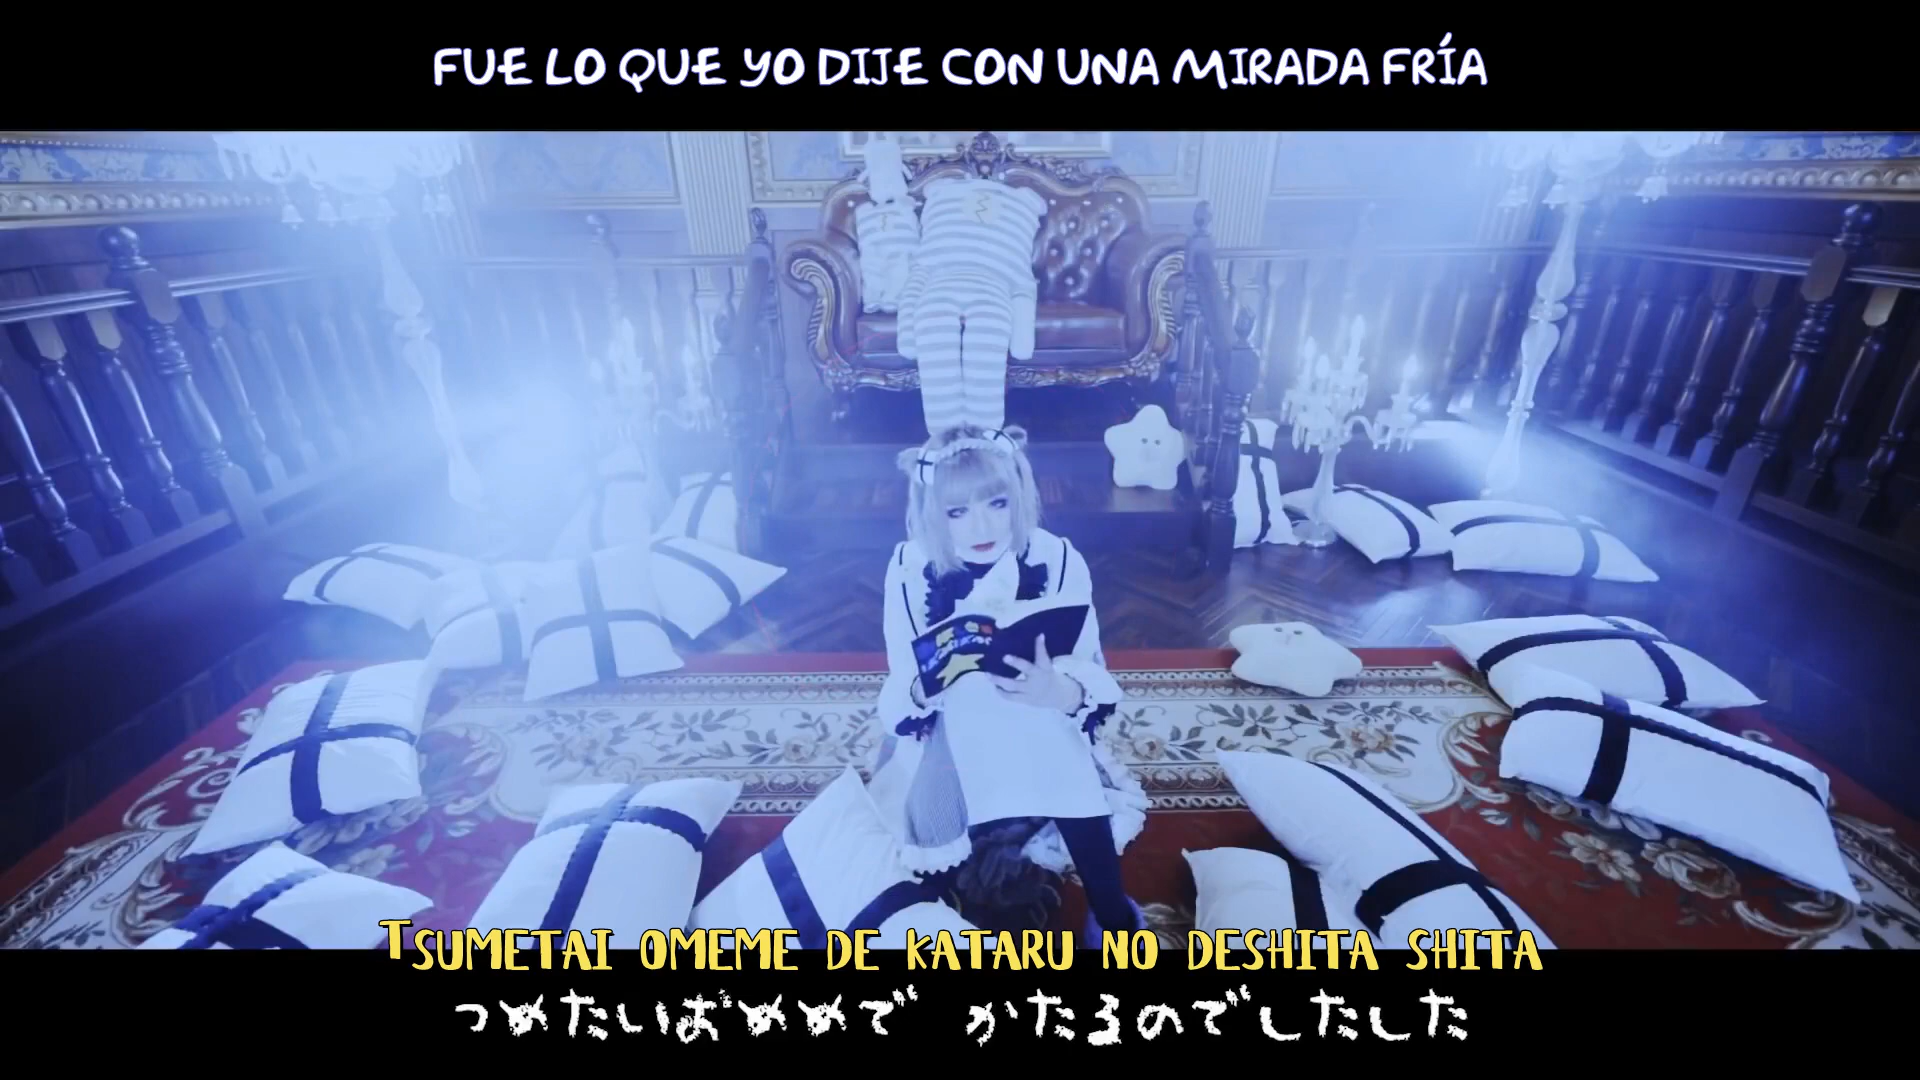 FUE LO QUE YO DIJE CON UNA MIRADA FRÍA
TSUMETAI OMEME DE KATARU NO DESHITA SHITA
つめたいおめめで かたるのでしたした